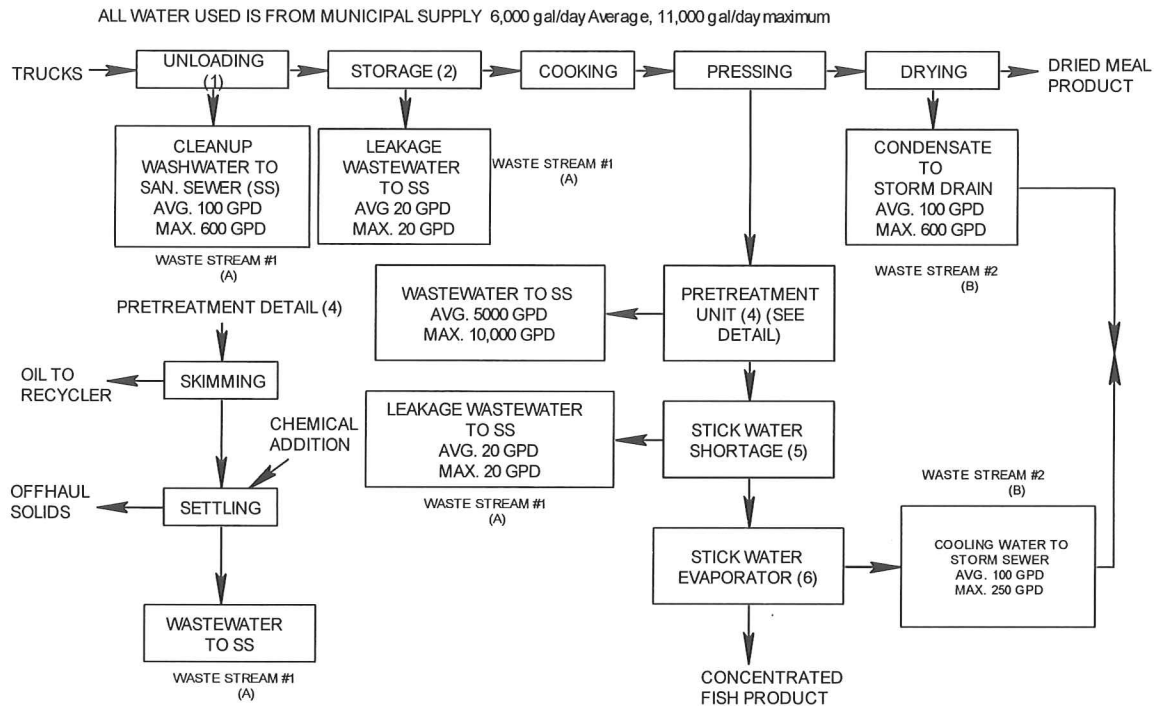 ALL WATER USED IS FROM MUNICIPAL SUPPLY 6,000 gal/day Average, 11,000 gal/day maximum
TRUCKS
UNLOADING
(1)
STORAGE (2)
COOKING
PRESSING
DRYING
DRIED MEAL
PRODUCT
CLEANUP
WASHWATER TO
SAN. SEWER (SS)
AVG. 100 GPD
MAX. 600 GPD
WASTE STREAM #1
(A)
LEAKAGE
WASTEWATER
TO SS
AVG 20 GPD
MAX. 20 GPD
WASTE STREAM #1
(A)
CONDENSATE
TO
STORM DRAIN
AVG. 100 GPD
MAX. 600 GPD
WASTE STREAM #2
(B)
PRETREATMENT DETAIL (4)
SKIMMING
OIL TO
RECYCLER
CHEMICAL
ADDITION
OFFHAUL
SOLIDS
SETTLING
WASTEWATER
TO SS
WASTE STREAM #1
(A)
WASTEWATER TO SS
AVG. 5000 GPD
MAX. 10,000 GPD
PRETREATMENT
UNIT (4) (SEE
DETAIL)
LEAKAGE WASTEWATER
TO SS
AVG. 20 GPD
MAX. 20 GPD
WASTE STREAM #1
(A)
STICK WATER
SHORTAGE (5)
STICK WATER
EVAPORATOR (6)
WASTE STREAM #2
(B)
COOLING WATER TO
STORM SEWER
AVG. 100 GPD
MAX. 250 GPD
CONCENTRATED
FISH PRODUCT